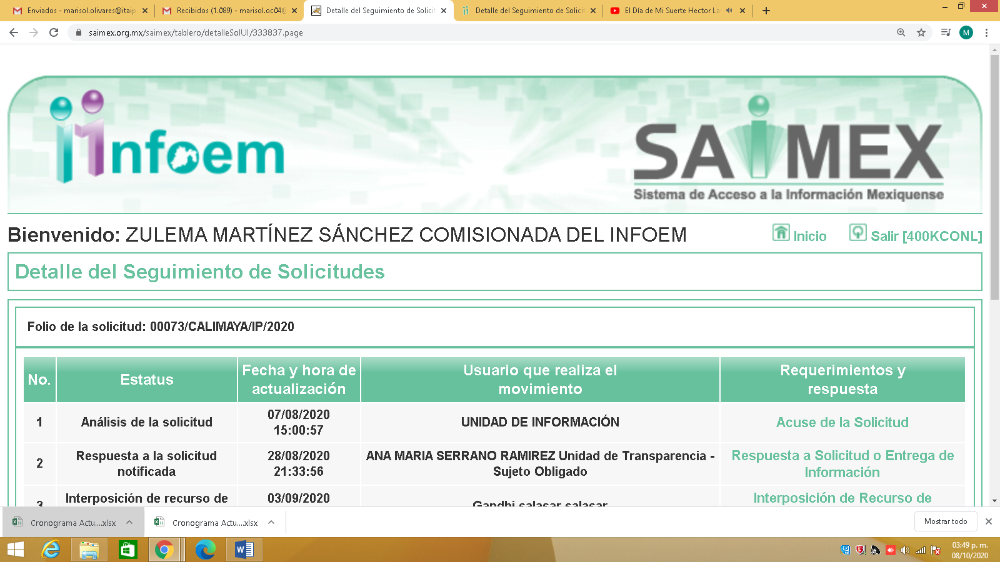 Enviados - marisol.olivares@itaip
Recibidos (1.089) - marisol.oc04@
Detalle del Seguimiento de Solicit
Detalle del Seguimiento de Solicit
El Día de Mi Suerte Hector La
saimex.org.mx/saimex/tablero/detalleSolUI/333837.page
M
infoem
SAIMEX
Sistema de Acceso a la Información Mexiquense
Bienvenido: ZULEMA MARTÍNEZ SÁNCHEZ COMISIONADA DEL INFOEM
Inicio
Salir [400KCONL]
Detalle del Seguimiento de Solicitudes
Folio de la solicitud: 00073/CALIMAYA/IP/2020
No.
Estatus
Fecha y hora de
actualización
Usuario que realiza el
movimiento
Requerimientos y
respuesta
1
Análisis de la solicitud
07/08/2020
15:00:57
UNIDAD DE INFORMACIÓN
Acuse de la Solicitud
2
Respuesta a la solicitud
notificada
28/08/2020
21:33:56
ANA MARIA SERRANO RAMIREZ Unidad de Transparencia -
Sujeto Obligado
Respuesta a Solicitud o Entrega de
Información
3
Interposición de recurso de
03/09/2020
Gandhi salasar salasar
Interposición de Recurso de
Cronograma Actu....xlsx
Cronograma Actu....xlsx
Mostrar todo
03:49 p. m.
08/10/2020